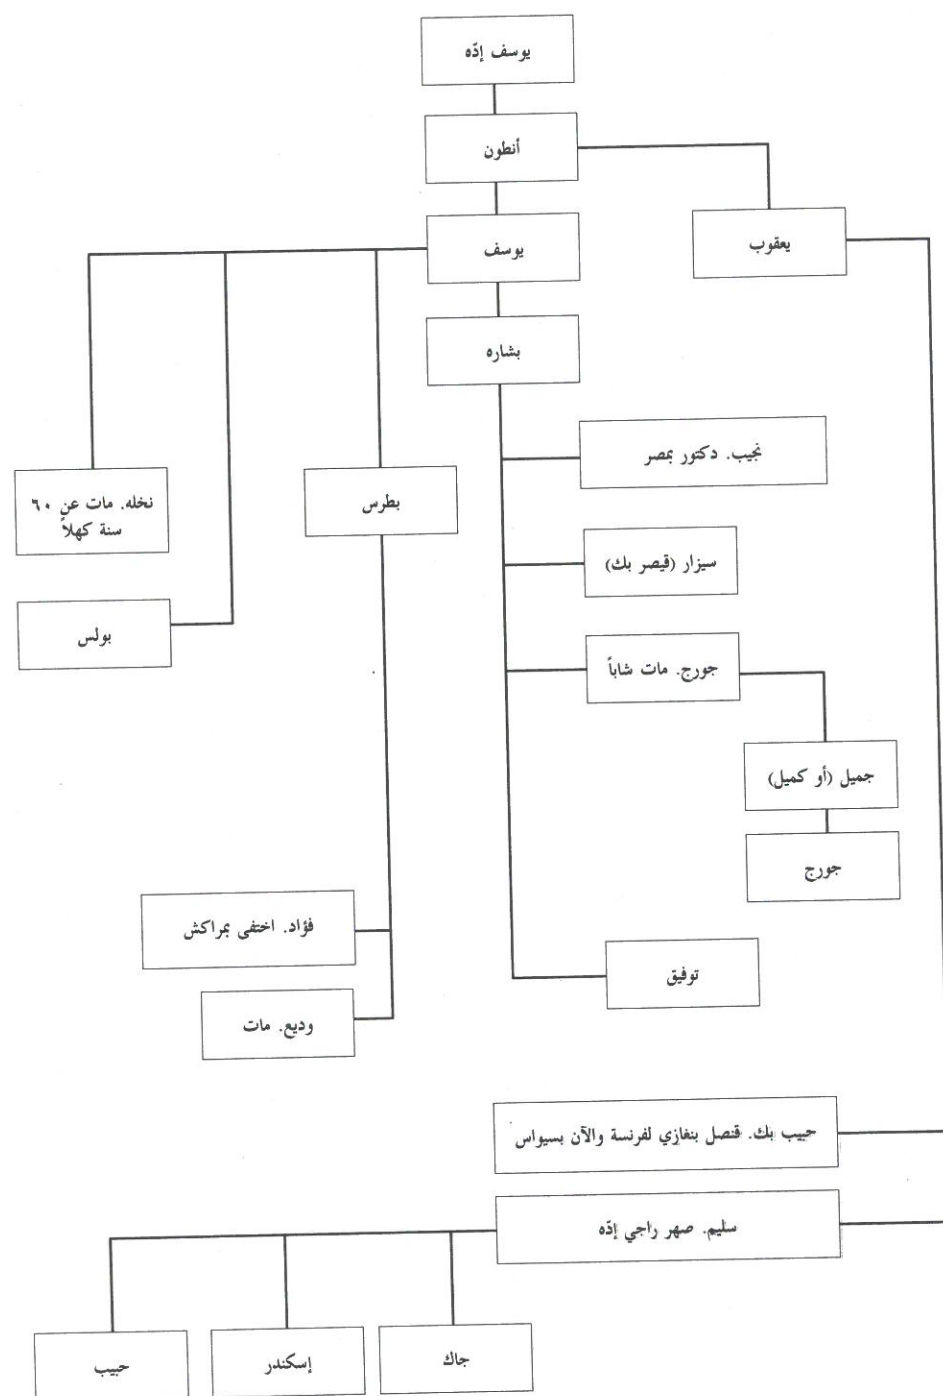 يوسف إدّه
أنطون
يعقوب
يوسف
بشاره
نجيب. دكتور بمصر
بطرس
نخله. مات عن ٦٠
سنة كهلاً
سيزار (قيصر بك)
بولس
جورج. مات شاباً
جميل (أو كميل)
جورج
فؤاد. اختفى بمراكش
توفيق
وديع. مات
حبيب بك. قنصل بنغازي لفرنسة والآن بسيواس
سليم. صهر راجي إدّه
جاك
إسكندر
حبيب